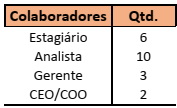 Colaboradores Qtd.
Estagiário 6
Analista 10
Gerente 3
CEO/COO 2